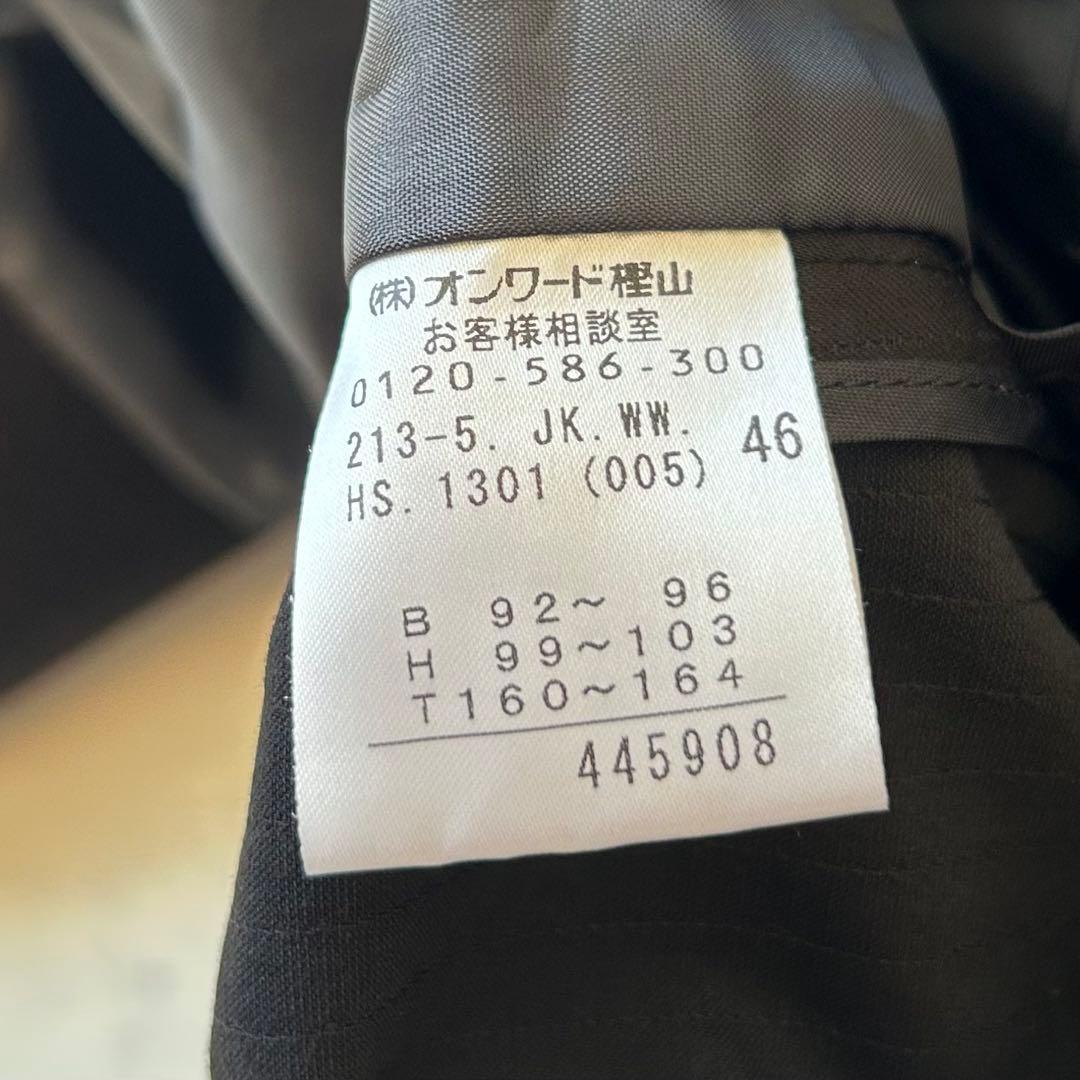 (株)オンワード樫山
お客様相談室
0120-586-300
213-5. JK. WW. 46
HS. 1301 (005)
B 92～ 96
H 99～103
T160～164
445908